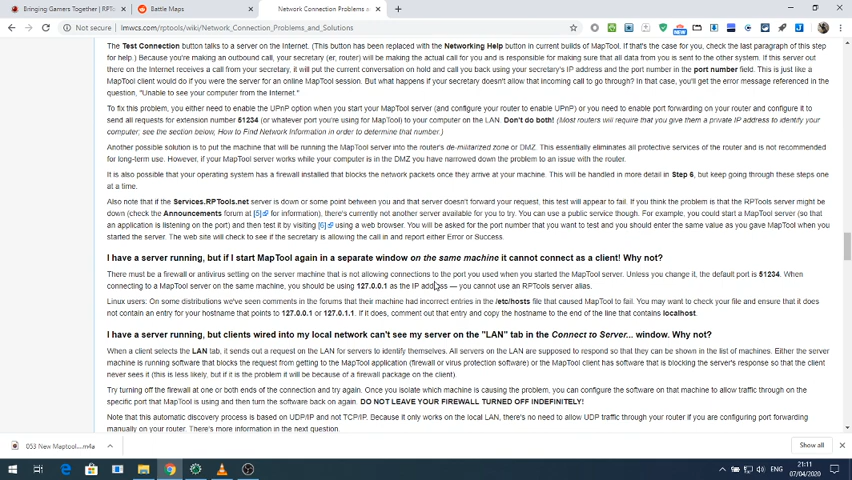 Bringing Gamers Together | RPT
Battle Maps
Network Connection Problems an
Not secure | lmwcs.com/rptools/wiki/Network_Connection_Problems_and_Solutions
NEW
The Test Connection button talks to a server on the Internet. (This button has been replaced with the Networking Help button in current builds of MapTool. If that's the case for you, check the last paragraph of this step
for help.) Because you're making an outbound call, your secretary (er, router) will be making the actual call for you and is responsible for making sure that all data from you is sent to the other player. If this server out
there on the Internet receives a call from your secretary, it will put the current conversation on hold and call you back using your secretary's IP address and the port number in the port number field. This is just like a
MapTool client would do if you were the server for an online MapTool session. But what happens if your secretary doesn't allow that incoming call to go through? In that case, you'll get the error message referenced in the
question, "Unable to see your computer from the Internet."
To fix this problem, you either need to enable the UPnP option when you start your MapTool server (and configure your router to enable UPnP) or you need to enable port forwarding on your router and configure it to
send all requests for extension number 51234 (or whatever port you're using for MapTool) to your computer on the LAN. Don't do both! (Most routers will require that you give them a private IP address to identify your
computer; see the section below, How to Find Network Information in order to determine that number.)
Another possible solution is to put the machine that will be running the MapTool server into the router's de-militarized zone or DMZ. This essentially eliminates all protective services of the router and is not recommended
for long-term use. However, if your MapTool server works while your computer is in the DMZ you have narrowed down the problem to an issue with the router.
It is also possible that your operating system has a firewall installed that blocks the network packets once they arrive at your machine. This will be handled in more detail in Step 6, but keep going through these steps one
at a time.
Also note that if the Services.RPTools.net server is down or some point between you and that server doesn't forward your request, this test will appear to fail. If you think the problem is that the RPTools server might be
down (check the Announcements forum at [5] for information), there's currently not another server available for you to try. You can use a public service though. For example, you could start a MapTool server (so that
an application is listening on the port) and then test it by visiting [6] using a web browser. You will be asked for the port number that you want to test and you should enter the same value as you gave MapTool when you
started the server. The web site will check to see if the secretary is allowing the call in and report either Error or Success.
I have a server running, but if I start MapTool again in a separate window on the same machine it cannot connect as a client! Why not?
There must be a firewall or antivirus setting on the server machine that is not allowing connections to the port you used when you started the MapTool server. Unless you change it, the default port is 51234. When
connecting to a MapTool server on the same machine, you should be using 127.0.0.1 as the IP address — you cannot use an RPTools server alias.
Linux users: On some distributions we've seen comments in the forums that their machine had incorrect entries in the /etc/hosts file that caused MapTool to fail. You may want to check your file and ensure that it does
not contain an entry for your hostname that points to 127.0.0.1 or 127.0.1.1. If it does, comment out that entry and copy the hostname to the end of the line that contains localhost.
I have a server running, but clients wired into my local network can't see my server on the "LAN" tab in the Connect to Server... window. Why not?
When a client selects the LAN tab, it sends out a request on the LAN for servers to identify themselves. All servers on the LAN are supposed to respond so that they can be shown in the list of machines. Either the server
machine is running software that blocks the request from getting to the MapTool application (firewall or virus protection software) or the MapTool client has software that is blocking the server's response so that the client
never sees it (this is less likely, but if it is the problem it will be because of a firewall package on the client).
Try turning off the firewall at one or both ends of the connection and try again. Once you isolate which machine is causing the problem, you can configure the software on that machine to allow traffic through on the
specific port that MapTool is using and then turn the software back on again. DO NOT LEAVE YOUR FIREWALL TURNED OFF INDEFINITELY!
Note that this automatic discovery process is based on UDP/IP and not TCP/IP. Because it only works on the local LAN, there's no need to allow UDP traffic through your router if you are configuring port forwarding
manually on your router. There's more information in the next question.
053 New Maptool....m4a
Show all
21:11
07/04/2020